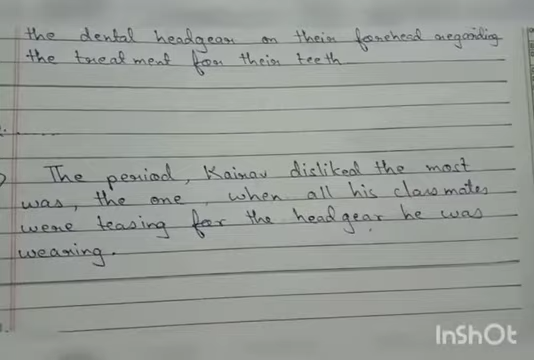 the dental headgear on their forehead regarding
the treatment for their teeth
The period, Kairav disliked the most
was, the one, when all his classmates
were teasing for the headgear he was
wearing.
InShOt